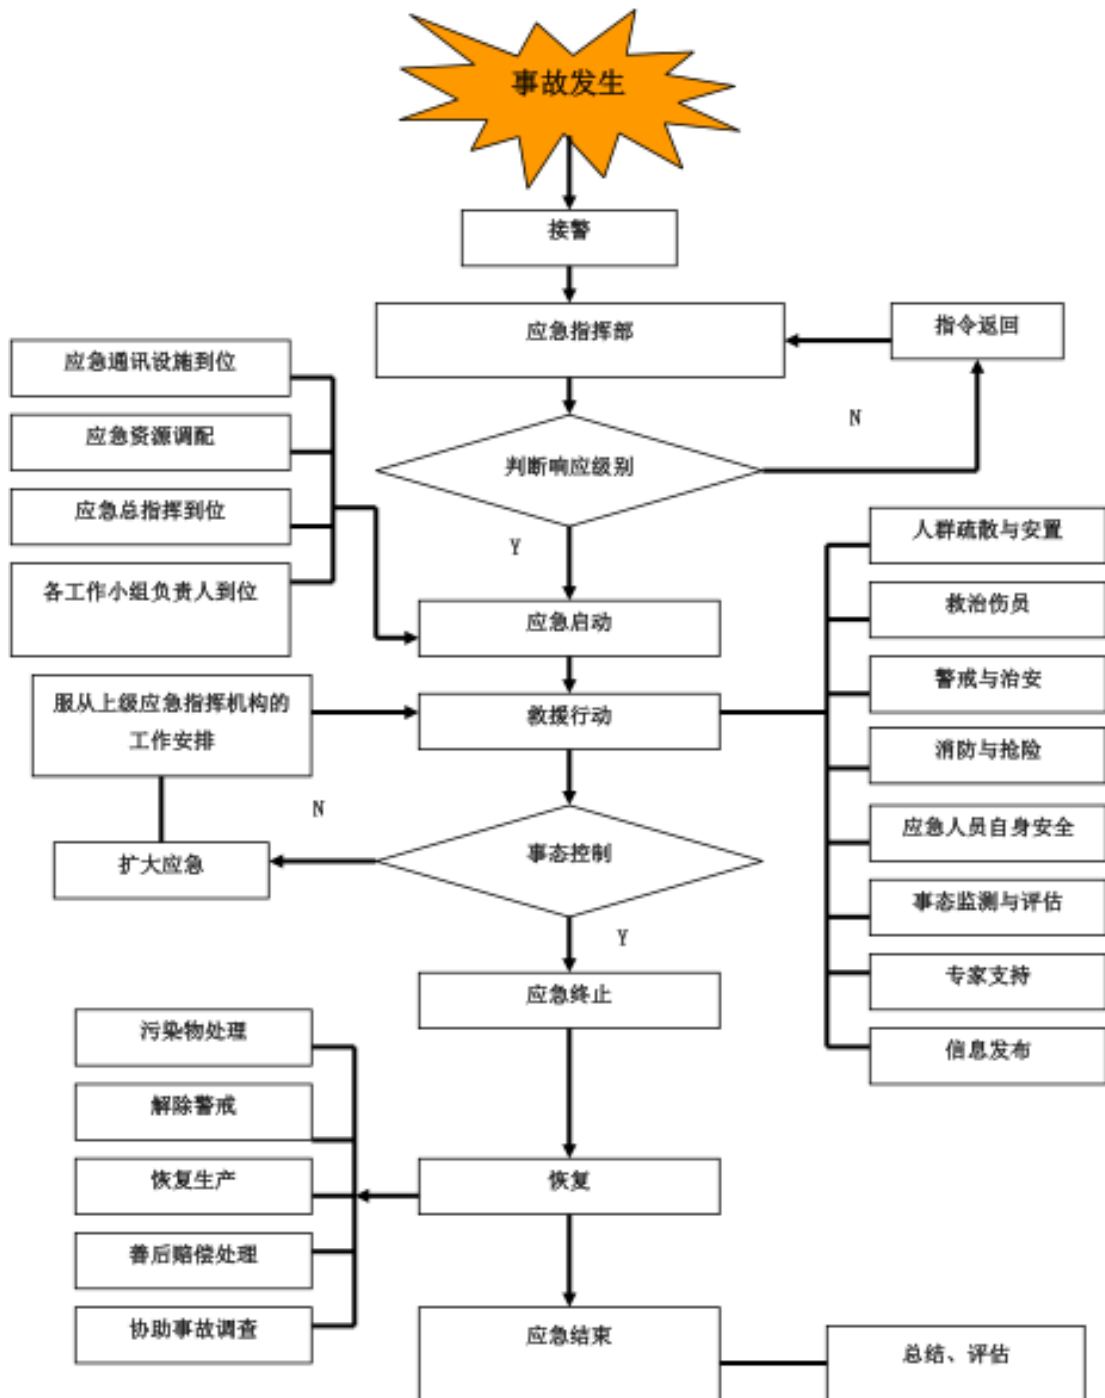 事故发生
接警
应急指挥部
指令返回
应急通讯设施到位
应急资源调配
N
判断响应级别
应急总指挥到位
人群疏散与安置
Y
各工作小组负责人到位
救治伤员
应急启动
警戒与治安
服从上级应急指挥机构的
工作安排
救援行动
消防与抢险
N
应急人员自身安全
扩大应急
事态控制
事态监测与评估
Y
专家支持
应急终止
污染物处理
信息发布
解除警戒
恢复生产
恢复
善后赔偿处理
协助事故调查
应急结束
总结、评估